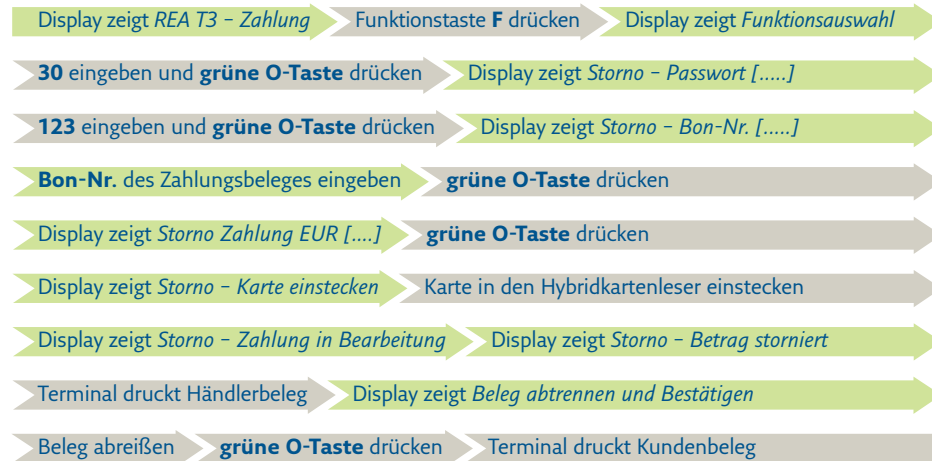 Display zeigt REA T3 – Zahlung Funktionstaste F drücken Display zeigt Funktionsauswahl
30 eingeben und grüne O-Taste drücken Display zeigt Storno – Passwort [.....]
123 eingeben und grüne O-Taste drücken Display zeigt Storno – Bon-Nr. [.....]
Bon-Nr. des Zahlungsbeleges eingeben grüne O-Taste drücken
Display zeigt Storno Zahlung EUR [....] grüne O-Taste drücken
Display zeigt Storno – Karte einstecken Karte in den Hybridkartenleser einstecken
Display zeigt Storno – Zahlung in Bearbeitung Display zeigt Storno – Betrag storniert
Terminal druckt Händlerbeleg Display zeigt Beleg abtrennen und Bestätigen
Beleg abreißen grüne O-Taste drücken Terminal druckt Kundenbeleg